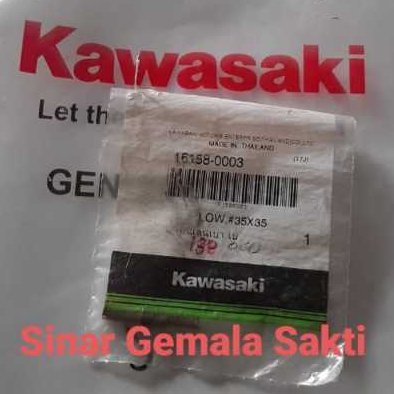 Kawasaki
Let th
GEN
MADE IN THAILAND
16158-0003
LOW,#35X35
1
Kawasaki
Sinar Gemala Sakti